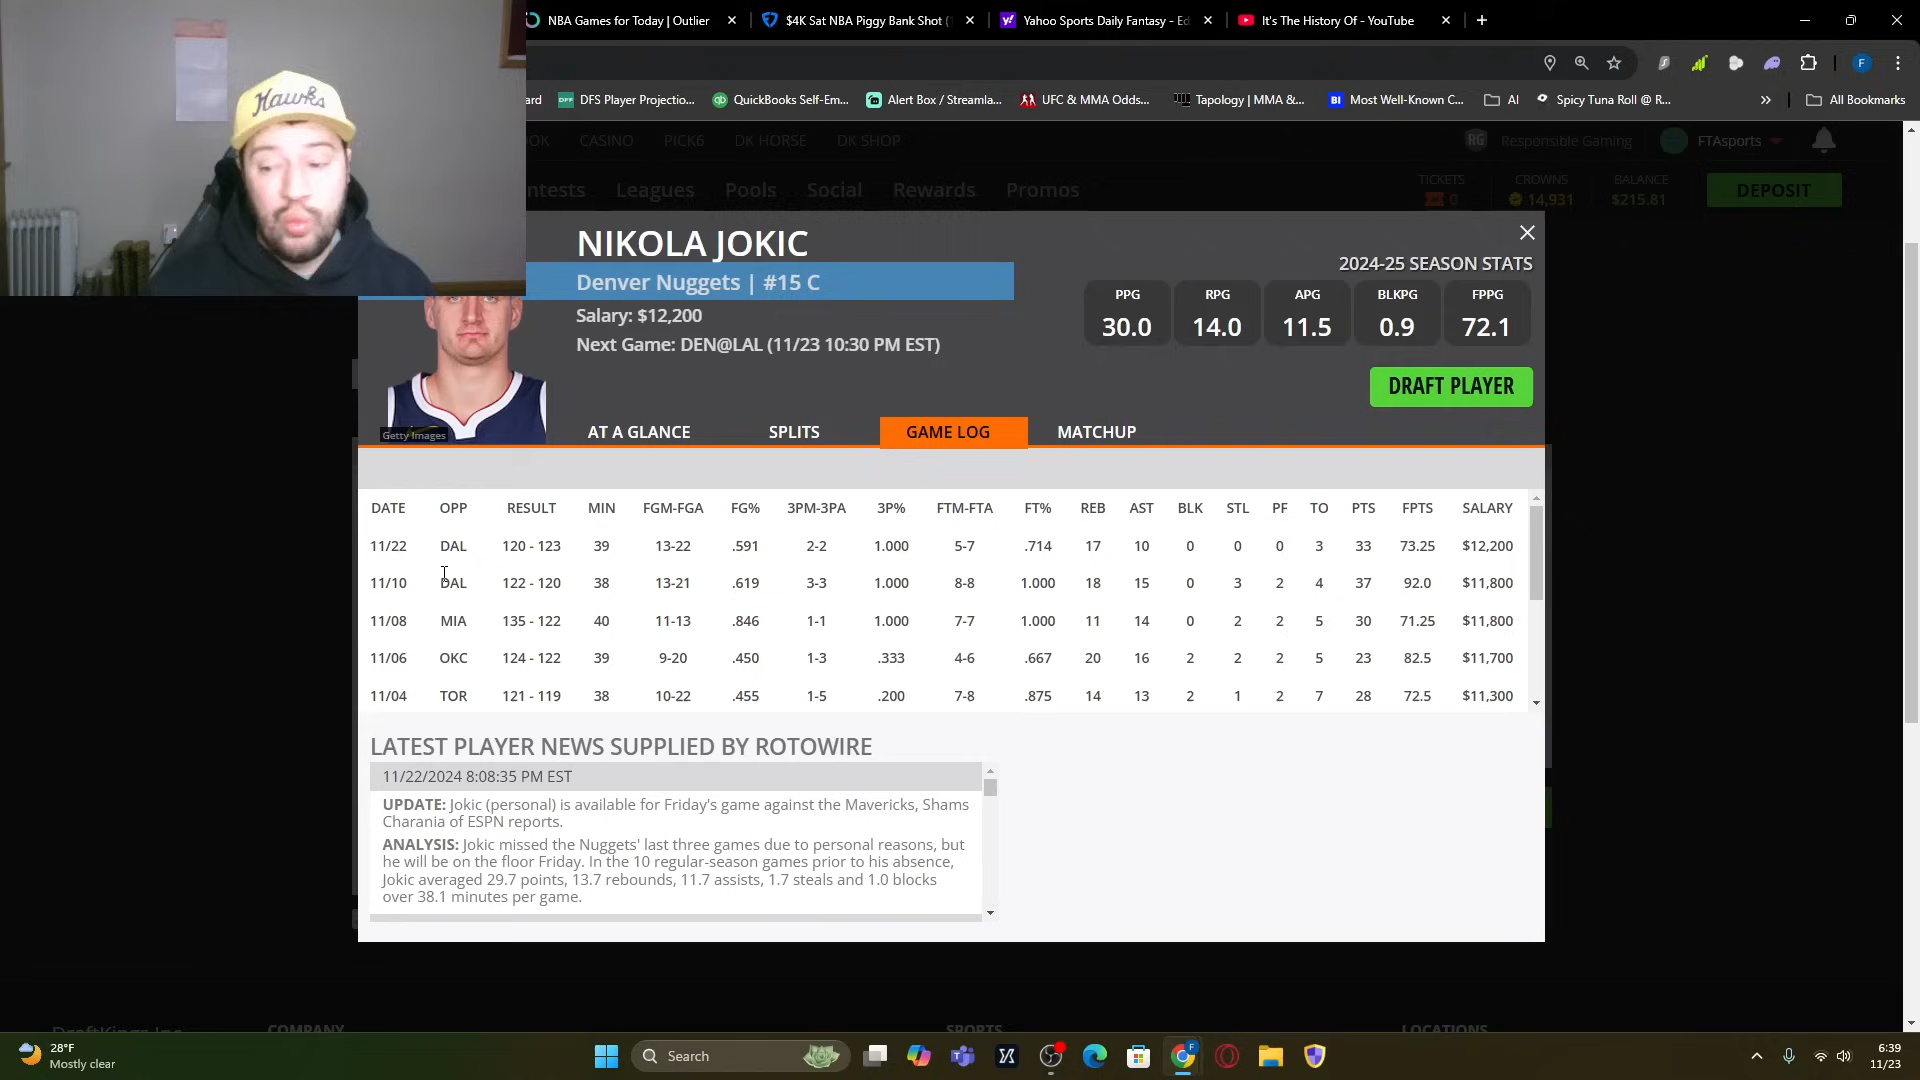 NBA Games for Today | Outlier
$4K Sat NBA Piggy Bank Shot (
Yahoo Sports Daily Fantasy - Ed
It's The History Of - YouTube
Hawks
ard
DFS Player Projectio...
QuickBooks Self-Em...
Alert Box / Streamla...
UFC & MMA Odds...
Tapology | MMA &...
Most Well-Known C...
AI
Spicy Tuna Roll @ R...
All Bookmarks
OK
CASINO
PICK6
DK HORSE
DK SHOP
RG
Responsible Gaming
FTAsports
ntests
Leagues
Pools
Social
Rewards
Promos
TICKETS
0
CROWNS
14,931
BALANCE
$215.81
DEPOSIT
NIKOLA JOKIC
Denver Nuggets | #15 C
Salary: $12,200
Next Game: DEN@LAL (11/23 10:30 PM EST)
2024-25 SEASON STATS
PPG RPG APG BLKPG FPPG
30.0 14.0 11.5 0.9 72.1
DRAFT PLAYER
Getty Images
AT A GLANCE SPLITS GAME LOG MATCHUP
DATE OPP RESULT MIN FGM-FGA FG% 3PM-3PA 3P% FTM-FTA FT% REB AST BLK STL PF TO PTS FPTS SALARY
11/22 DAL 120 - 123 39 13-22 .591 2-2 1.000 5-7 .714 17 10 0 0 0 3 33 73.25 $12,200
11/10 DAL 122 - 120 38 13-21 .619 3-3 1.000 8-8 1.000 18 15 0 3 2 4 37 92.0 $11,800
11/08 MIA 135 - 122 40 11-13 .846 1-1 1.000 7-7 1.000 11 14 0 2 2 5 30 71.25 $11,800
11/06 OKC 124 - 122 39 9-20 .450 1-3 .333 4-6 .667 20 16 2 2 2 5 23 82.5 $11,700
11/04 TOR 121 - 119 38 10-22 .455 1-5 .200 7-8 .875 14 13 2 1 2 7 28 72.5 $11,300
LATEST PLAYER NEWS SUPPLIED BY ROTOWIRE
11/22/2024 8:08:35 PM EST
UPDATE: Jokic (personal) is available for Friday's game against the Mavericks, Shams
Charania of ESPN reports.
ANALYSIS: Jokic missed the Nuggets' last three games due to personal reasons, but
he will be on the floor Friday. In the 10 regular-season games prior to his absence,
Jokic averaged 29.7 points, 13.7 rebounds, 11.7 assists, 1.7 steals and 1.0 blocks
over 38.1 minutes per game.
DraftKings Inc.
COMPANY
SPORTS
LOCATIONS
28°F
Mostly clear
Search
6:39
11/23